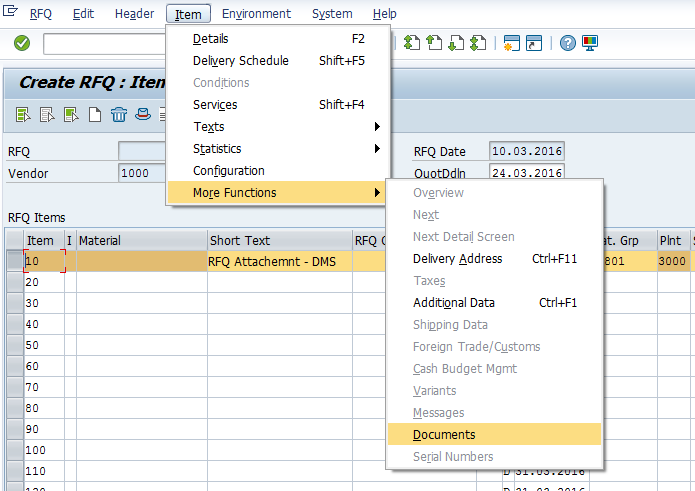 RFQ Edit Header Item Environment System Help
Create RFQ : Item
Details F2
Delivery Schedule Shift+F5
Conditions
Services Shift+F4
Texts
Statistics
Configuration
More Functions
RFQ
Vendor 1000
RFQ Date 10.03.2016
QuotDdln 24.03.2016
Overview
Next
Next Detail Screen
Delivery Address Ctrl+F11
Taxes
Additional Data Ctrl+F1
Shipping Data
Foreign Trade/Customs
Cash Budget Mgmt
Variants
Messages
Documents
Serial Numbers
RFQ Items
Item I Material Short Text RFQ at. Grp Plnt S
10 RFQ Attachemnt - DMS 801 3000
20
30
40
50
60
70
80
90
100
110 D 31.03.2016
120